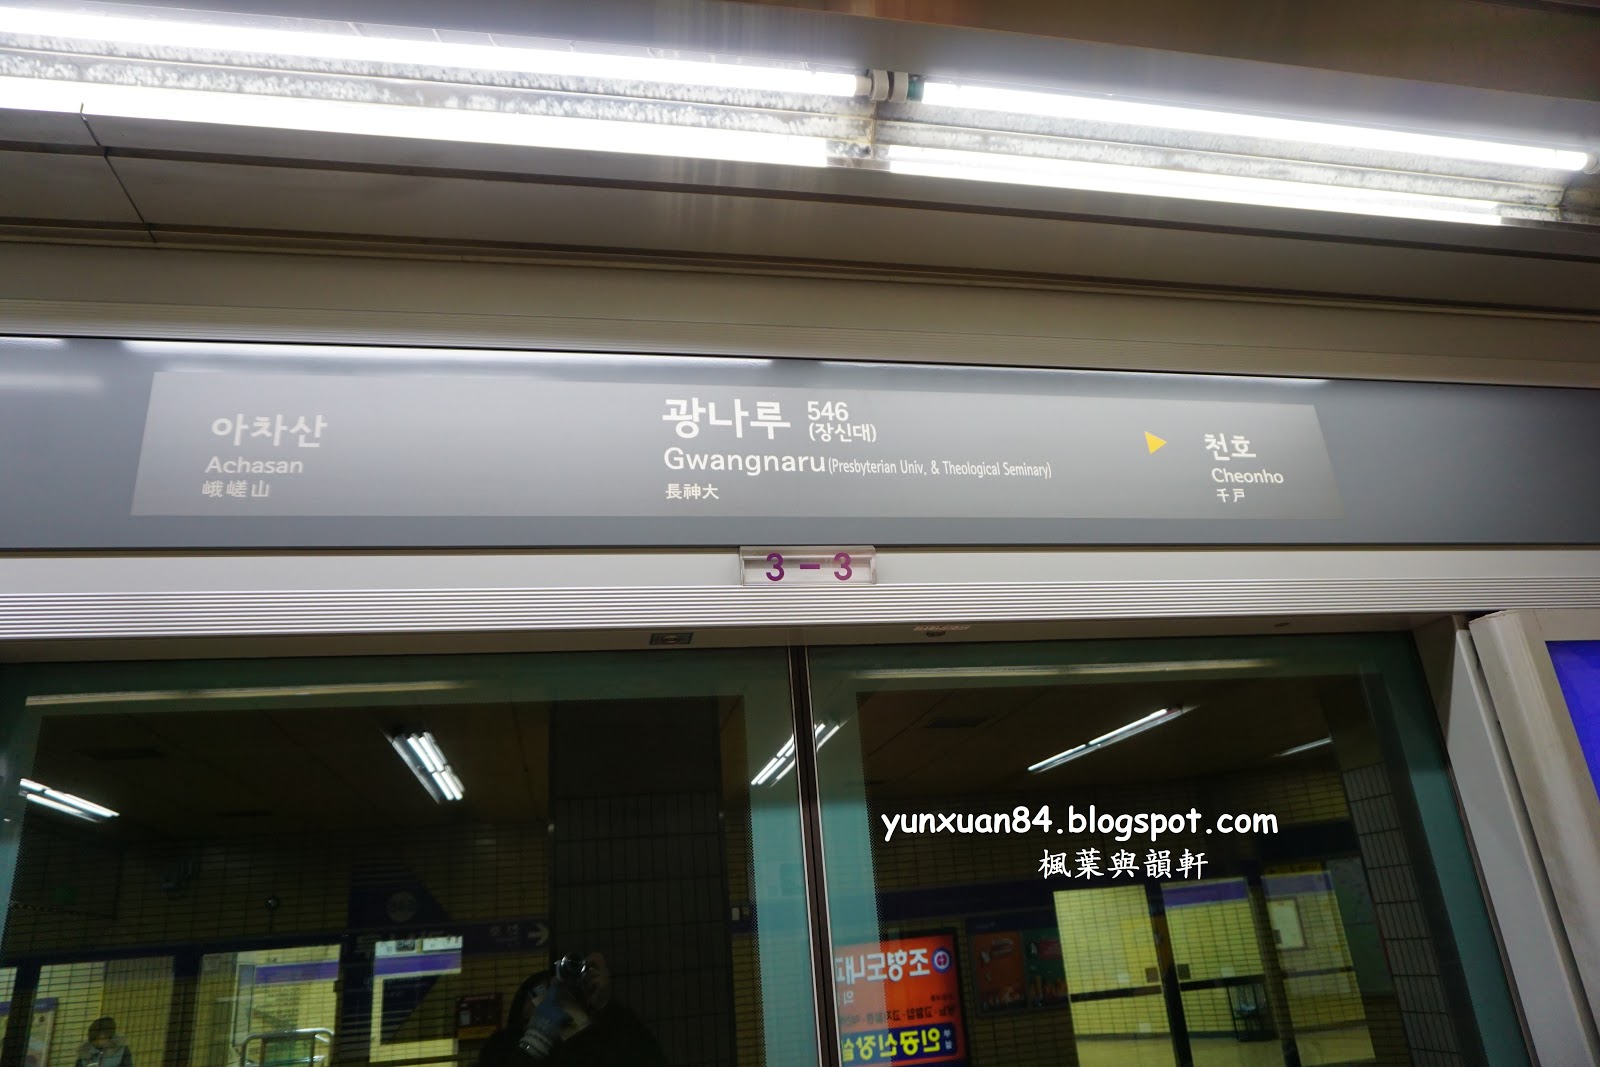 아차산
Achasan
峨嵯山
광나루 546
(장신대)
Gwangnaru (Presbyterian Univ. & Theological Seminary)
長神大
천호
Cheonho
千戶
3-3
yunxuan84.blogspot.com
楓葉與韻軒